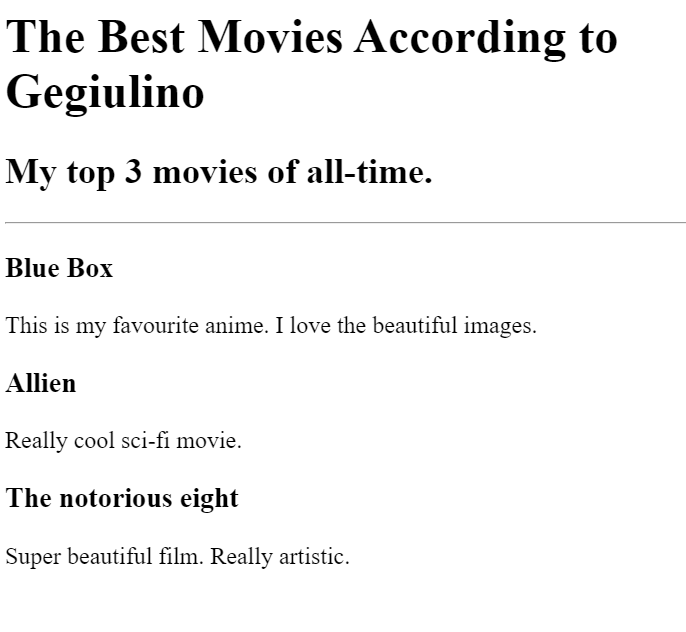 The Best Movies According to
Gegiulino
My top 3 movies of all-time.
Blue Box
This is my favourite anime. I love the beautiful images.
Allien
Really cool sci-fi movie.
The notorious eight
Super beautiful film. Really artistic.